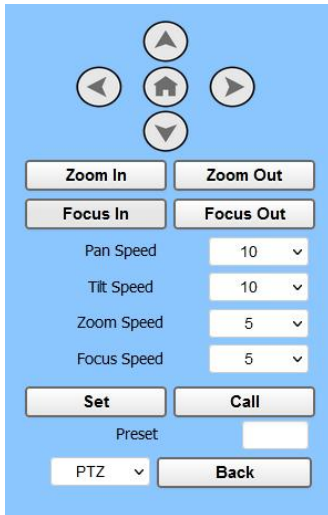 Zoom In Zoom Out
Focus In Focus Out
Pan Speed 10
Tilt Speed 10
Zoom Speed 5
Focus Speed 5
Set Call
Preset
PTZ Back